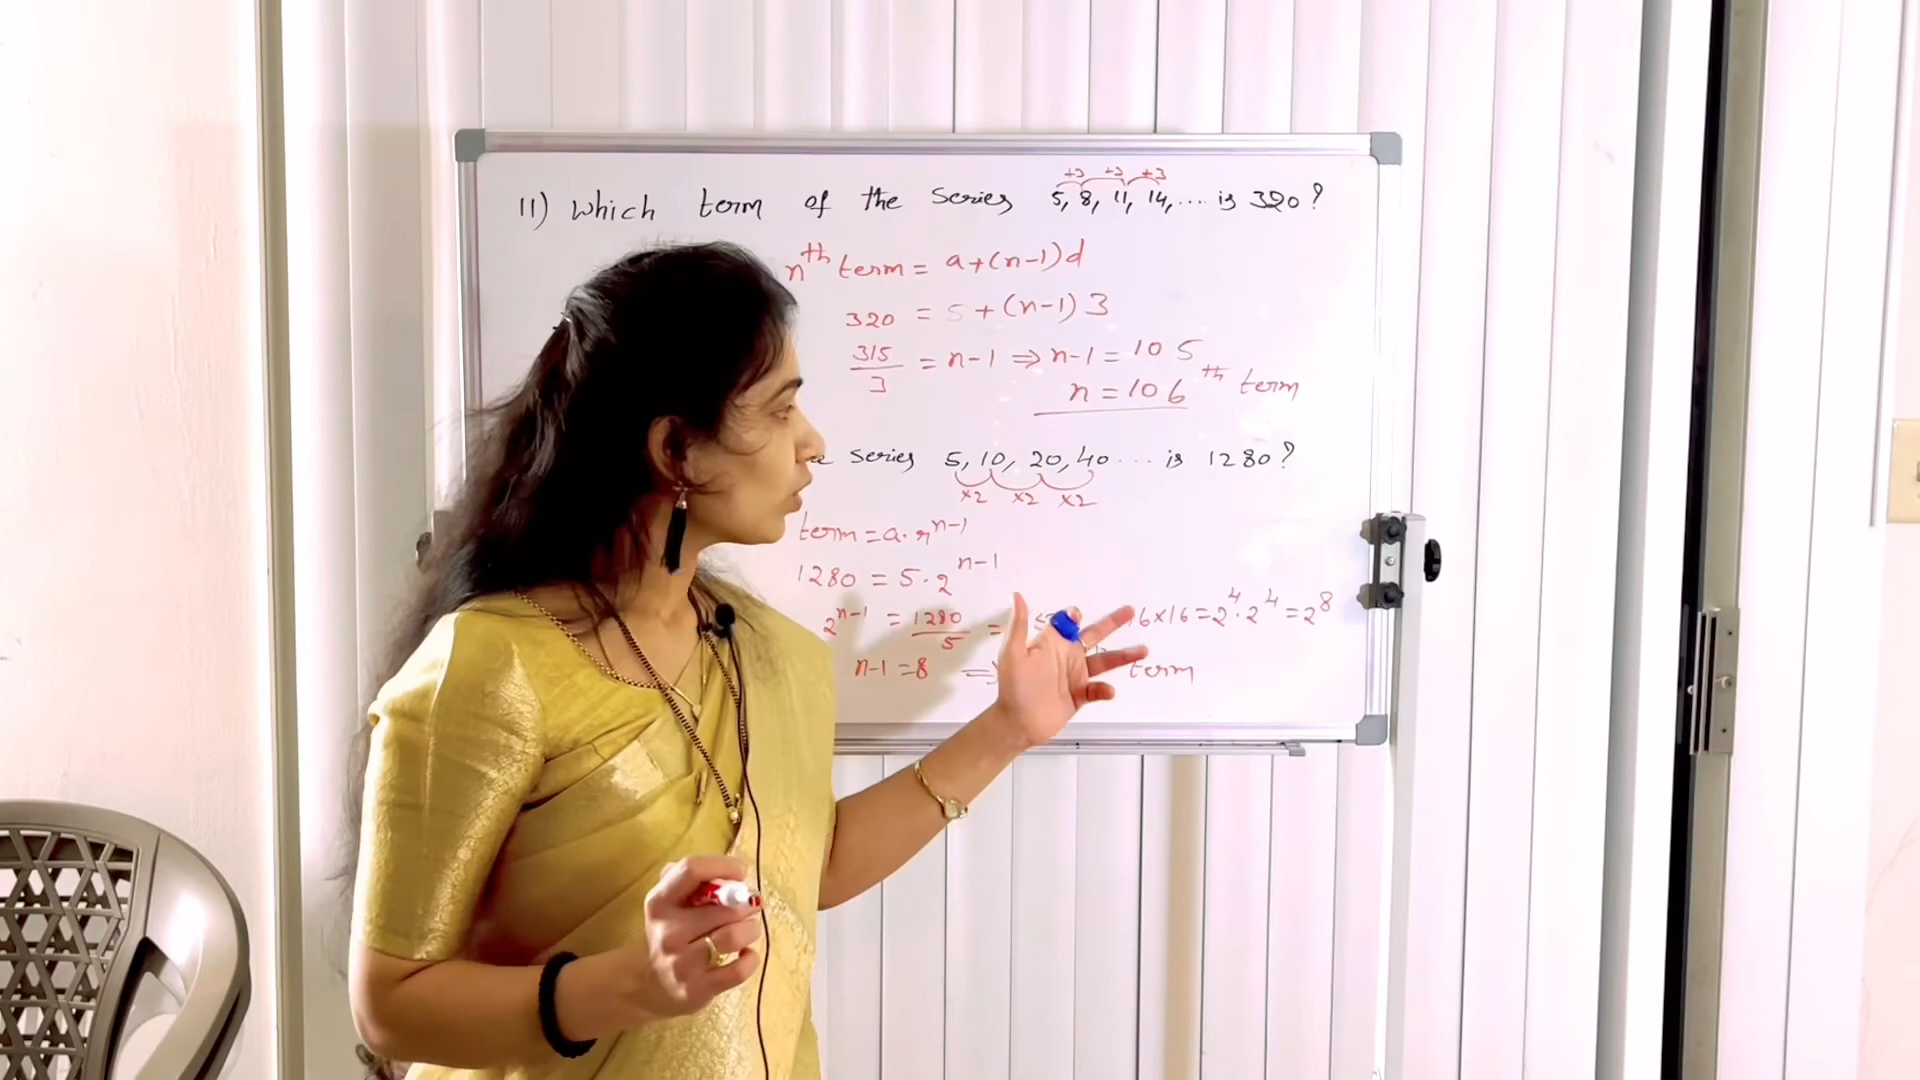 +3 +3 +3
11) Which term of the series 5, 8, 11, 14, .... is 320?
nth term = a+(n-1)d
320 = 5 + (n-1) 3
315/3 = n-1 ⇒ n-1 = 105
n = 106th term
series 5, 10, 20, 40 .... is 1280?
×2 ×2 ×2
term = a.r^n-1
1280 = 5.2^n-1
2^n-1 = 1280/5 = 16×16 = 2^4.2^4 = 2^8
n-1 = 8 ⇒ term